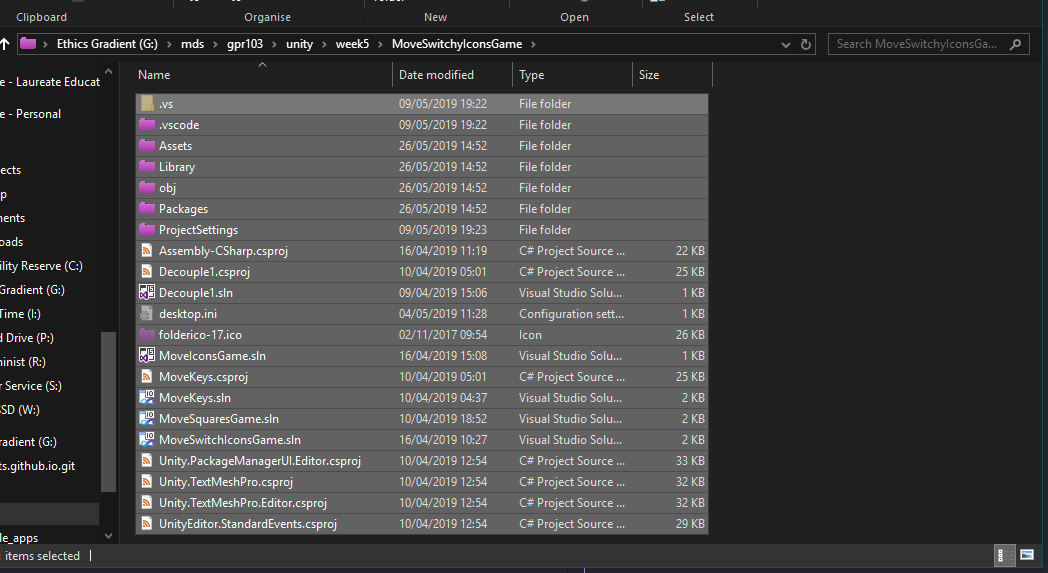 Clipboard Organise New Open Select
Ethics Gradient (G:) › mds › gpr103 › unity › week5 › MoveSwitchyIconsGame › Search MoveSwitchyIconsGa...
Name Date modified Type Size
e - Laureate Educat
e - Personal
ects
p
ments
oads
ility Reserve (C:)
Gradient (G:)
Time (I:)
d Drive (P:)
minist (R:)
r Service (S:)
SSD (W:)
radient (G:)
ts.github.io.git
le_apps
.vs 09/05/2019 19:22 File folder
.vscode 09/05/2019 19:22 File folder
Assets 26/05/2019 14:52 File folder
Library 26/05/2019 14:52 File folder
obj 26/05/2019 14:52 File folder
Packages 26/05/2019 14:52 File folder
ProjectSettings 09/05/2019 19:23 File folder
Assembly-CSharp.csproj 16/04/2019 11:19 C# Project Source ... 22 KB
Decouple1.csproj 10/04/2019 05:01 C# Project Source ... 25 KB
Decouple1.sln 09/04/2019 15:06 Visual Studio Solu... 1 KB
desktop.ini 04/05/2019 11:28 Configuration sett... 1 KB
folderico-17.ico 02/11/2017 09:54 Icon 26 KB
MoveIconsGame.sln 16/04/2019 15:08 Visual Studio Solu... 1 KB
MoveKeys.csproj 10/04/2019 05:01 C# Project Source ... 25 KB
MoveKeys.sln 10/04/2019 04:37 Visual Studio Solu... 2 KB
MoveSquaresGame.sln 10/04/2019 18:52 Visual Studio Solu... 2 KB
MoveSwitchIconsGame.sln 16/04/2019 10:27 Visual Studio Solu... 2 KB
Unity.PackageManagerUI.Editor.csproj 10/04/2019 12:54 C# Project Source ... 33 KB
Unity.TextMeshPro.csproj 10/04/2019 12:54 C# Project Source ... 32 KB
Unity.TextMeshPro.Editor.csproj 10/04/2019 12:54 C# Project Source ... 32 KB
UnityEditor.StandardEvents.csproj 10/04/2019 12:54 C# Project Source ... 29 KB
items selected